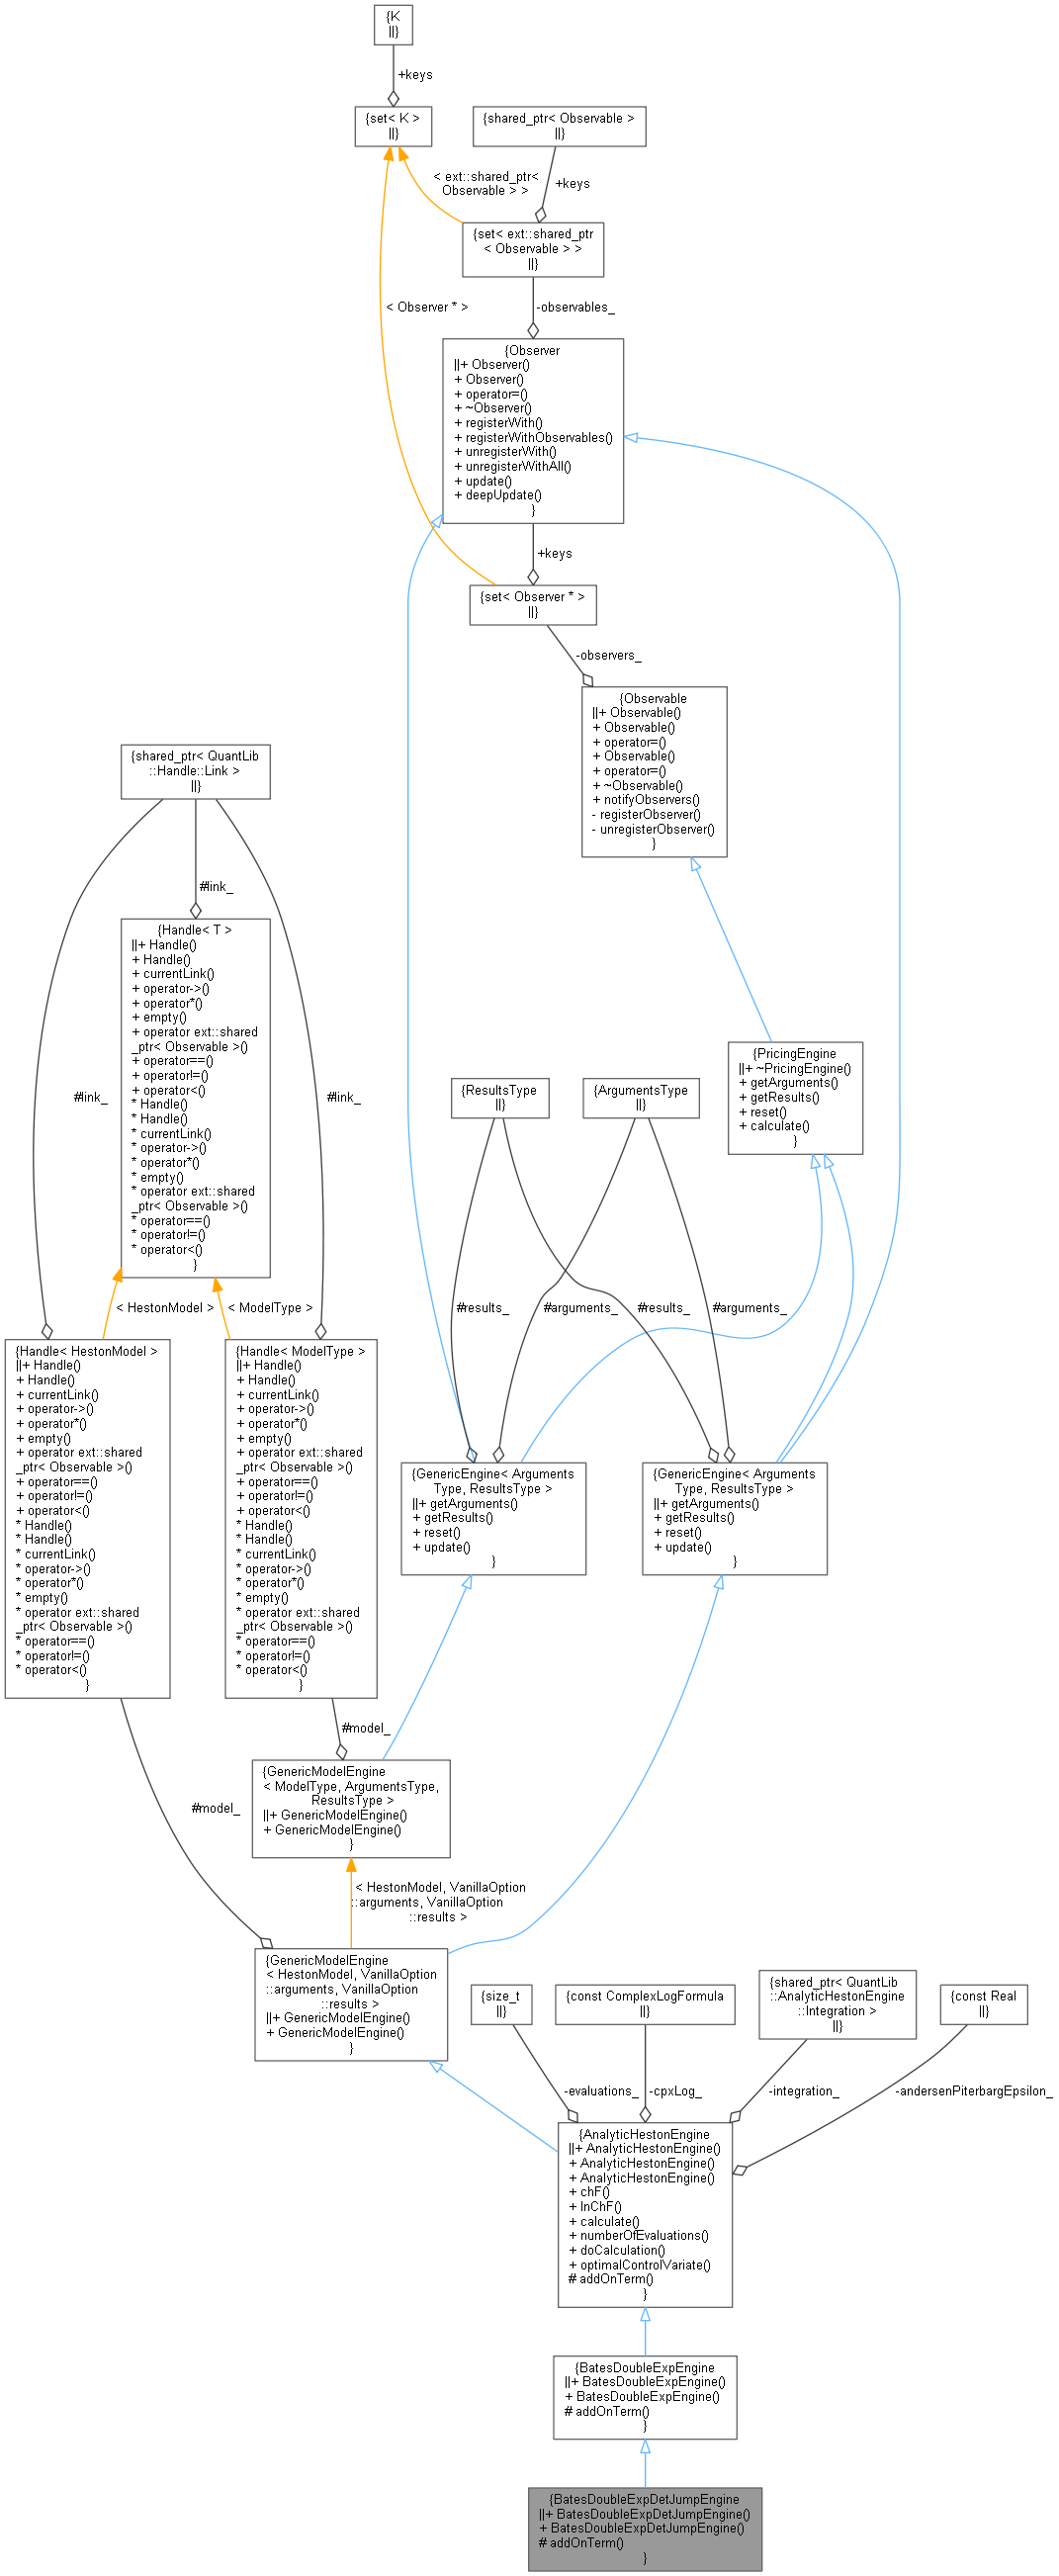 {K
||}
+keys
{set< K >
||}
{shared_ptr< Observable >
||}
< ext::shared_ptr<
Observable > >
+keys
{set< ext::shared_ptr
< Observable > >
||}
< Observer * >
-observables_
{Observer
||+ Observer()
+ Observer()
+ operator=()
+ ~Observer()
+ registerWith()
+ registerWithObservables()
+ unregisterWith()
+ unregisterWithAll()
+ update()
+ deepUpdate()
}
+keys
{set< Observer * >
||}
-observers_
{Observable
||+ Observable()
+ Observable()
+ operator=()
+ Observable()
+ operator=()
+ ~Observable()
+ notifyObservers()
- registerObserver()
- unregisterObserver()
}
{shared_ptr< QuantLib
::Handle::Link >
||}
#link_
{Handle< T >
||+ Handle()
+ Handle()
+ currentLink()
+ operator->()
+ operator*()
+ empty()
+ operator ext::shared
_ptr< Observable >()
+ operator==()
+ operator!=()
+ operator<()
* Handle()
* Handle()
* currentLink()
* operator->()
* operator*()
* empty()
* operator ext::shared
_ptr< Observable >()
* operator==()
* operator!=()
* operator<()
}
#link_
#link_
{PricingEngine
||+ ~PricingEngine()
+ getArguments()
+ getResults()
+ reset()
+ calculate()
}
{ResultsType
||}
{ArgumentsType
||}
< HestonModel >
< ModelType >
#results_
#arguments_
#results_
#arguments_
{Handle< HestonModel >
||+ Handle()
+ Handle()
+ currentLink()
+ operator->()
+ operator*()
+ empty()
+ operator ext::shared
_ptr< Observable >()
+ operator==()
+ operator!=()
+ operator<()
* Handle()
* Handle()
* currentLink()
* operator->()
* operator*()
* empty()
* operator ext::shared
_ptr< Observable >()
* operator==()
* operator!=()
* operator<()
}
{Handle< ModelType >
||+ Handle()
+ Handle()
+ currentLink()
+ operator->()
+ operator*()
+ empty()
+ operator ext::shared
_ptr< Observable >()
+ operator==()
+ operator!=()
+ operator<()
* Handle()
* Handle()
* currentLink()
* operator->()
* operator*()
* empty()
* operator ext::shared
_ptr< Observable >()
* operator==()
* operator!=()
* operator<()
}
{GenericEngine< Arguments
Type, ResultsType >
||+ getArguments()
+ getResults()
+ reset()
+ update()
}
{GenericEngine< Arguments
Type, ResultsType >
||+ getArguments()
+ getResults()
+ reset()
+ update()
}
#model_
#model_
{GenericModelEngine
< ModelType, ArgumentsType,
ResultsType >
||+ GenericModelEngine()
+ GenericModelEngine()
}
< HestonModel, VanillaOption
::arguments, VanillaOption
::results >
{GenericModelEngine
< HestonModel, VanillaOption
::arguments, VanillaOption
::results >
||+ GenericModelEngine()
+ GenericModelEngine()
}
{size_t
||}
{const ComplexLogFormula
||}
{shared_ptr< QuantLib
::AnalyticHestonEngine
::Integration >
||}
{const Real
||}
-evaluations_
-cpxLog_
-integration_
-andersenPiterbargEpsilon_
{AnalyticHestonEngine
||+ AnalyticHestonEngine()
+ AnalyticHestonEngine()
+ AnalyticHestonEngine()
+ chF()
+ lnChF()
+ calculate()
+ numberOfEvaluations()
+ doCalculation()
+ optimalControlVariate()
# addOnTerm()
}
{BatesDoubleExpEngine
||+ BatesDoubleExpEngine()
+ BatesDoubleExpEngine()
# addOnTerm()
}
{BatesDoubleExpDetJumpEngine
||+ BatesDoubleExpDetJumpEngine()
+ BatesDoubleExpDetJumpEngine()
# addOnTerm()
}